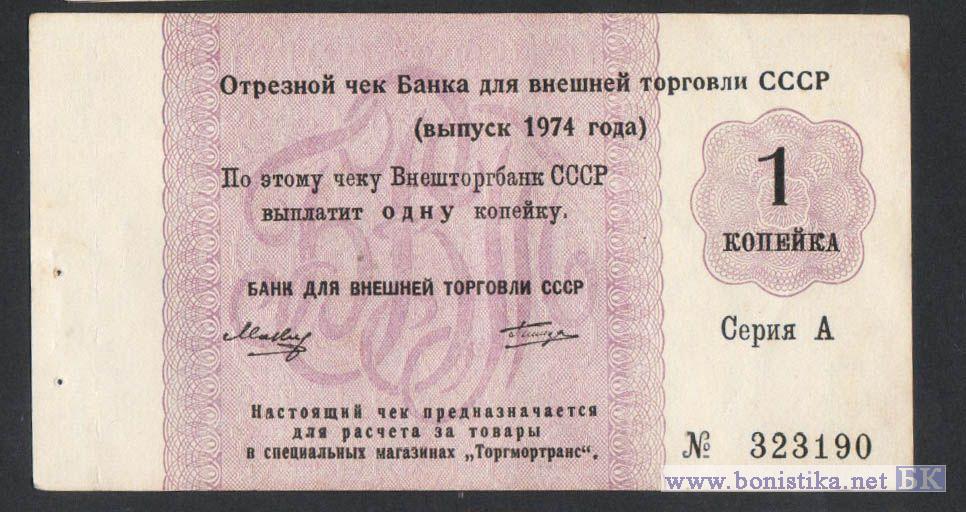 Отрезной чек Банка для внешней торговли СССР
(выпуск 1974 года)
По этому чеку Внешторгбанк СССР
выплатит одну копейку.
1
КОПЕЙКА
БАНК ДЛЯ ВНЕШНЕЙ ТОРГОВЛИ СССР
Серия А
Настоящий чек предназначается
для расчета за товары
в специальных магазинах „Торгмортранс“.
№ 323190
www.bonistika.net БК